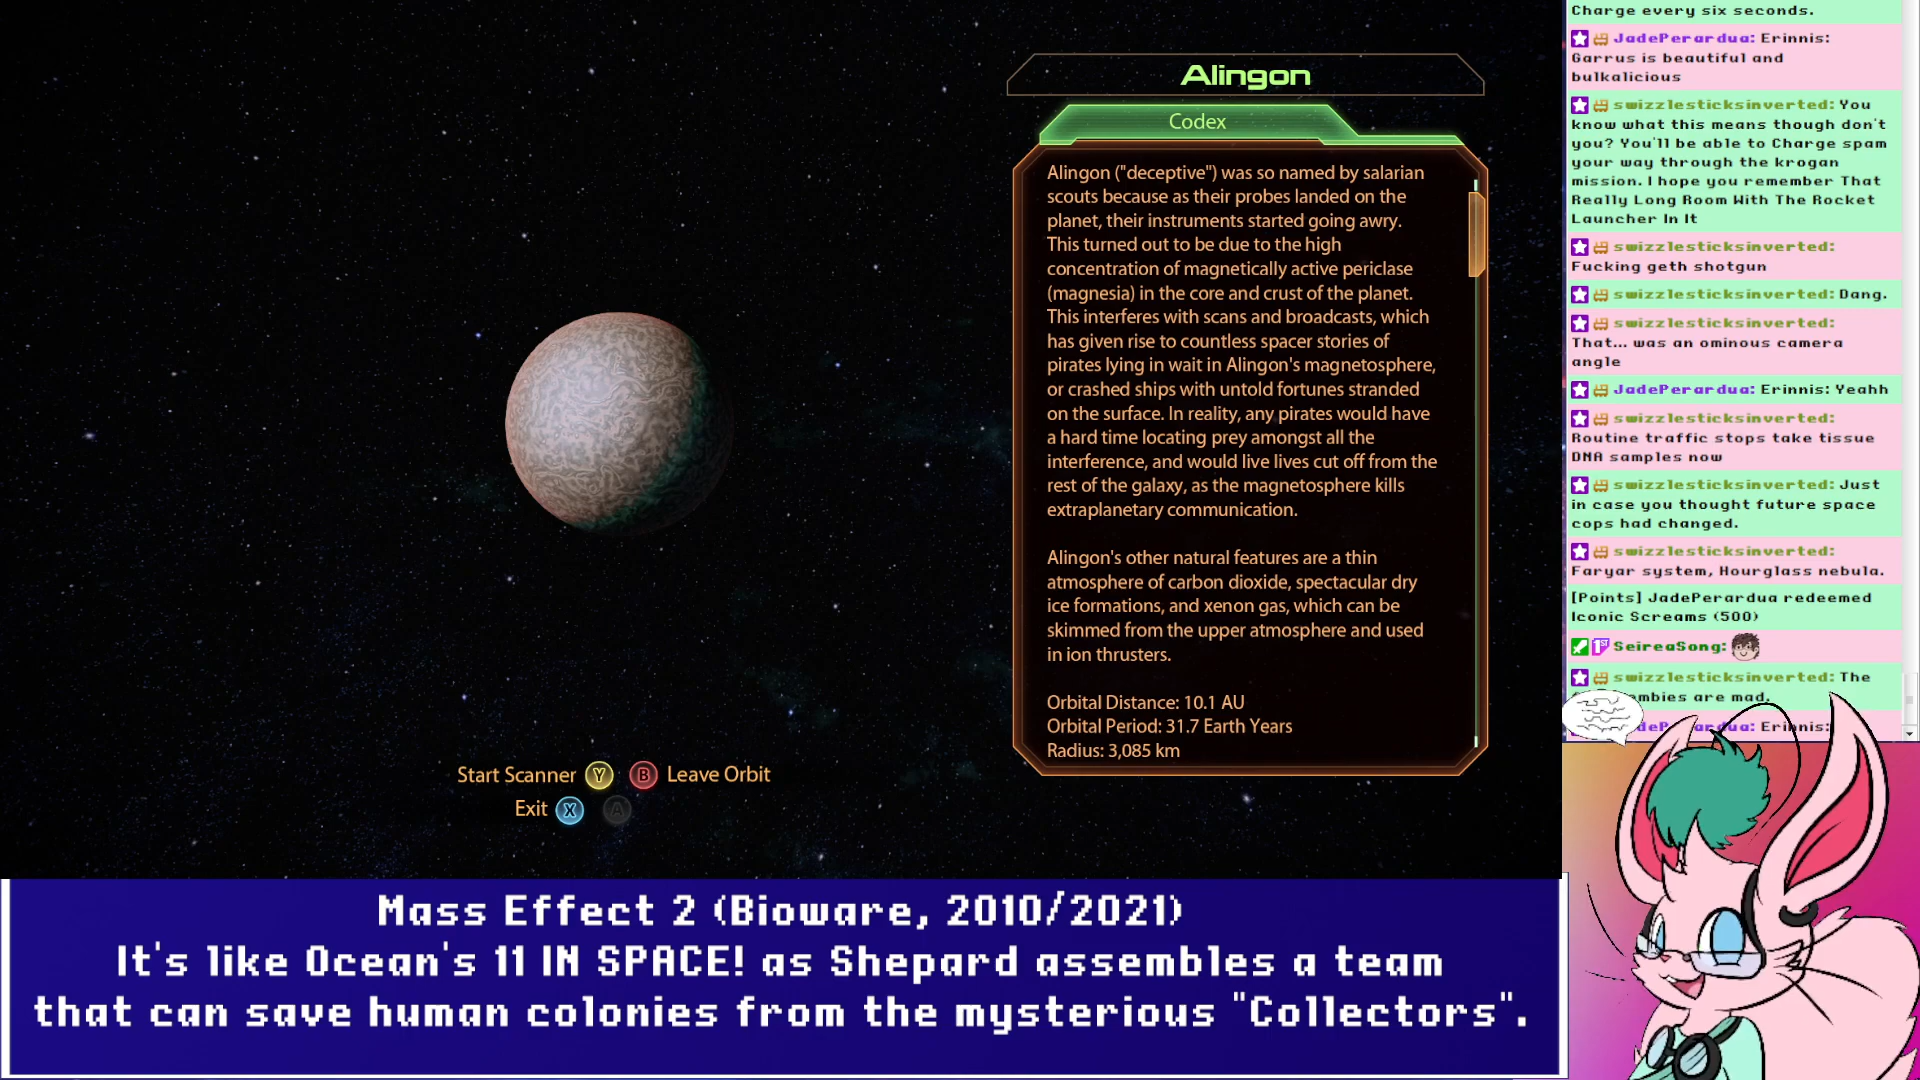 Alingon
Codex
Alingon ("deceptive") was so named by salarian
scouts because as their probes landed on the
planet, their instruments started going awry.
This turned out to be due to the high
concentration of magnetically active periclase
(magnesia) in the core and crust of the planet.
This interferes with scans and broadcasts, which
has given rise to countless spacer stories of
pirates lying in wait in Alingon's magnetosphere,
or crashed ships with untold fortunes stranded
on the surface. In reality, any pirates would have
a hard time locating prey amongst all the
interference, and would live lives cut off from the
rest of the galaxy, as the magnetosphere kills
extraplanetary communication.
Alingon's other natural features are a thin
atmosphere of carbon dioxide, spectacular dry
ice formations, and xenon gas, which can be
skimmed from the upper atmosphere and used
in ion thrusters.
Orbital Distance: 10.1 AU
Orbital Period: 31.7 Earth Years
Radius: 3,085 km
Start Scanner Y B Leave Orbit
Exit X A
Mass Effect 2 (Bioware, 2010/2021)
It's like Ocean's 11 IN SPACE! as Shepard assembles a team
that can save human colonies from the mysterious "Collectors".
Charge every six seconds.
JadePerardua: Erinnis:
Garrus is beautiful and
bulkalicious
swizzlesticksinverted: You
know what this means though don't
you? You'll be able to Charge spam
your way through the krogan
mission. I hope you remember That
Really Long Room With The Rocket
Launcher In It
swizzlesticksinverted:
Fucking geth shotgun
swizzlesticksinverted: Dang.
swizzlesticksinverted:
That... was an ominous camera
angle
JadePerardua: Erinnis: Yeahh
swizzlesticksinverted:
Routine traffic stops take tissue
DNA samples now
swizzlesticksinverted: Just
in case you thought future space
cops had changed.
swizzlesticksinverted:
Faryar system, Hourglass nebula.
[Points] JadePerardua redeemed
Iconic Screams (500)
1ST SeireaSong:
swizzlesticksinverted: The
are mad.
Erinnis: